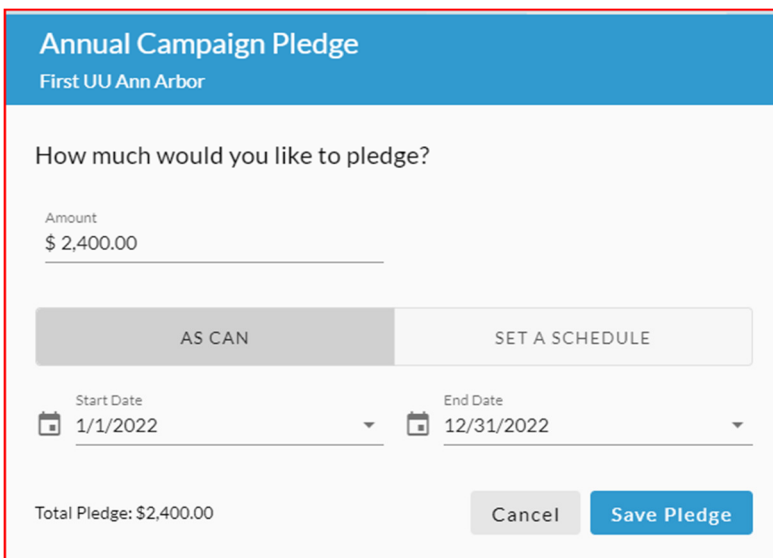 Annual Campaign Pledge
First UU Ann Arbor
How much would you like to pledge?
Amount
$ 2,400.00
AS CAN SET A SCHEDULE
Start Date End Date
1/1/2022 12/31/2022
Total Pledge: $2,400.00 Cancel Save Pledge